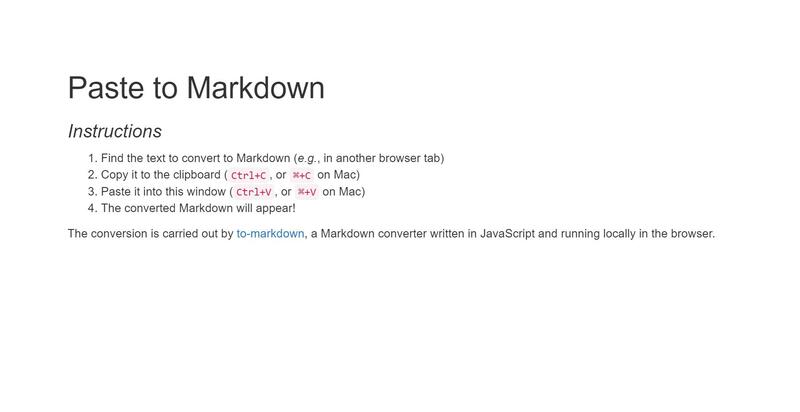 Paste to Markdown
Instructions
1. Find the text to convert to Markdown (e.g., in another browser tab)
2. Copy it to the clipboard ( Ctrl+C , or ⌘+C on Mac)
3. Paste it into this window ( Ctrl+V , or ⌘+V on Mac)
4. The converted Markdown will appear!
The conversion is carried out by to-markdown, a Markdown converter written in JavaScript and running locally in the browser.